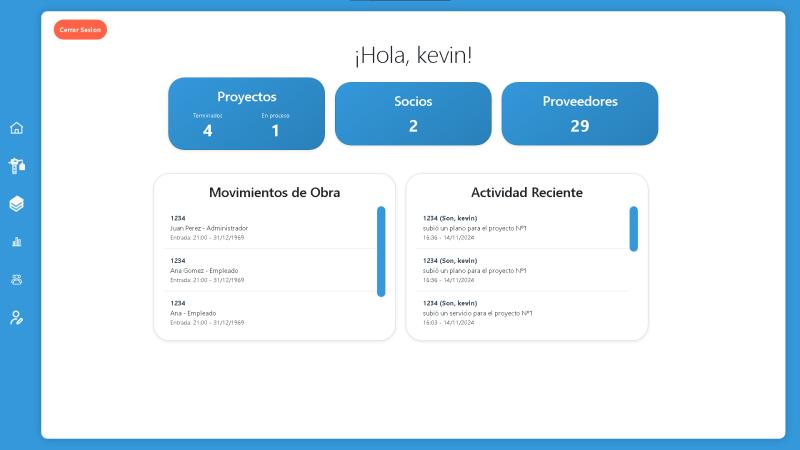 Cerrar Sesion
¡Hola, kevin!
Proyectos
Terminados
En proceso
4
1
Socios
2
Proveedores
29
Movimientos de Obra
1234
Juan Perez - Administrador
Entrada: 21:00 - 31/12/1969
1234
Ana Gomez - Empleado
Entrada: 21:00 - 31/12/1969
1234
Ana - Empleado
Entrada: 21:00 - 31/12/1969
Actividad Reciente
1234 (Son, kevin)
subió un plano para el proyecto Nº1
16:36 - 14/11/2024
1234 (Son, kevin)
subió un plano para el proyecto Nº1
16:36 - 14/11/2024
1234 (Son, kevin)
subió un servicio para el proyecto Nº1
16:03 - 14/11/2024